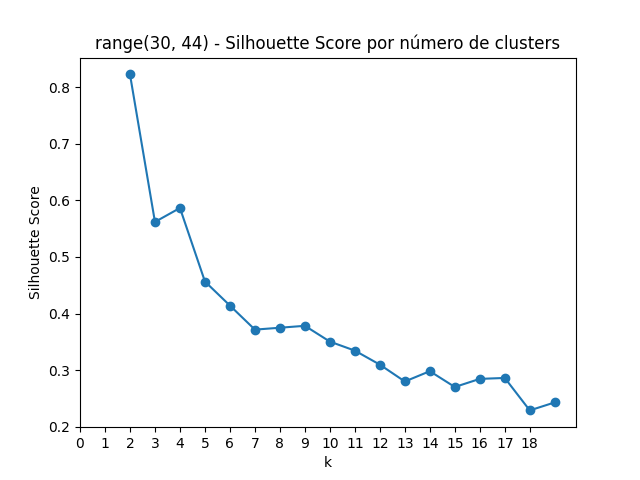 range(30, 44) - Silhouette Score por número de clusters
Silhouette Score
0.8
0.7
0.6
0.5
0.4
0.3
0.2
0 1 2 3 4 5 6 7 8 9 10 11 12 13 14 15 16 17 18
k